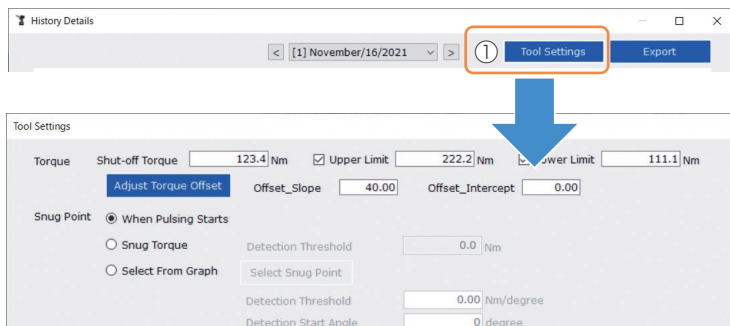 History Details
< [1] November/16/2021 > ① Tool Settings Export
Tool Settings
Torque Shut-off Torque 123.4 Nm Upper Limit 222.2 Nm Limit 111.1 Nm
Adjust Torque Offset Offset_Slope 40.00 Offset_Intercept 0.00
Snug Point When Pulsing Starts
Snug Torque Detection Threshold 0.0 Nm
Select From Graph Select Snug Point
Detection Threshold 0.00 Nm/degree
Detection Start Angle 0 degree